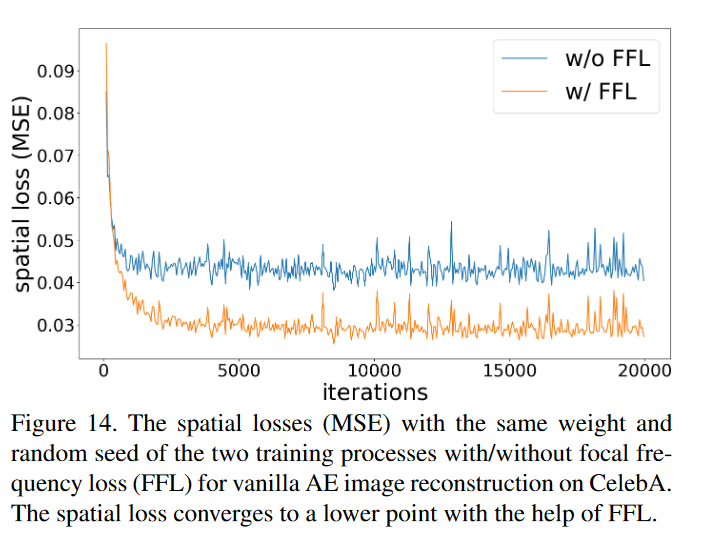 w/o FFL
w/ FFL
spatial loss (MSE)
0.09
0.08
0.07
0.06
0.05
0.04
0.03
0 5000 10000 15000 20000
iterations
Figure 14. The spatial losses (MSE) with the same weight and
random seed of the two training processes with/without focal fre-
quency loss (FFL) for vanilla AE image reconstruction on CelebA.
The spatial loss converges to a lower point with the help of FFL.